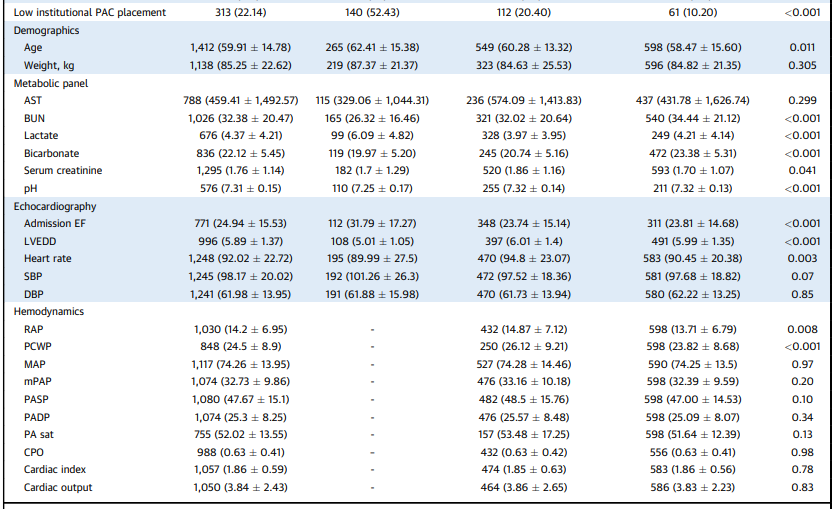 Low institutional PAC placement 313 (22.14) 140 (52.43) 112 (20.40) 61 (10.20) <0.001
Demographics
Age 1,412 (59.91 ± 14.78) 265 (62.41 ± 15.38) 549 (60.28 ± 13.32) 598 (58.47 ± 15.60) 0.011
Weight, kg 1,138 (85.25 ± 22.62) 219 (87.37 ± 21.37) 323 (84.63 ± 25.53) 596 (84.82 ± 21.35) 0.305
Metabolic panel
AST 788 (459.41 ± 1,492.57) 115 (329.06 ± 1,044.31) 236 (574.09 ± 1,413.83) 437 (431.78 ± 1,626.74) 0.299
BUN 1,026 (32.38 ± 20.47) 165 (26.32 ± 16.46) 321 (32.02 ± 20.64) 540 (34.44 ± 21.12) <0.001
Lactate 676 (4.37 ± 4.21) 99 (6.09 ± 4.82) 328 (3.97 ± 3.95) 249 (4.21 ± 4.14) <0.001
Bicarbonate 836 (22.12 ± 5.45) 119 (19.97 ± 5.20) 245 (20.74 ± 5.16) 472 (23.38 ± 5.31) <0.001
Serum creatinine 1,295 (1.76 ± 1.14) 182 (1.7 ± 1.29) 520 (1.86 ± 1.16) 593 (1.70 ± 1.07) 0.041
pH 576 (7.31 ± 0.15) 110 (7.25 ± 0.17) 255 (7.32 ± 0.14) 211 (7.32 ± 0.13) <0.001
Echocardiography
Admission EF 771 (24.94 ± 15.53) 112 (31.79 ± 17.27) 348 (23.74 ± 15.14) 311 (23.81 ± 14.68) <0.001
LVEDD 996 (5.89 ± 1.37) 108 (5.01 ± 1.05) 397 (6.01 ± 1.4) 491 (5.99 ± 1.35) <0.001
Heart rate 1,248 (92.02 ± 22.72) 195 (89.99 ± 27.5) 470 (94.8 ± 23.07) 583 (90.45 ± 20.38) 0.003
SBP 1,245 (98.17 ± 20.02) 192 (101.26 ± 26.3) 472 (97.52 ± 18.36) 581 (97.68 ± 18.82) 0.07
DBP 1,241 (61.98 ± 13.95) 191 (61.88 ± 15.98) 470 (61.73 ± 13.94) 580 (62.22 ± 13.25) 0.85
Hemodynamics
RAP 1,030 (14.2 ± 6.95) - 432 (14.87 ± 7.12) 598 (13.71 ± 6.79) 0.008
PCWP 848 (24.5 ± 8.9) - 250 (26.12 ± 9.21) 598 (23.82 ± 8.68) <0.001
MAP 1,117 (74.26 ± 13.95) - 527 (74.28 ± 14.46) 590 (74.25 ± 13.5) 0.97
mPAP 1,074 (32.73 ± 9.86) - 476 (33.16 ± 10.18) 598 (32.39 ± 9.59) 0.20
PASP 1,080 (47.67 ± 15.1) - 482 (48.5 ± 15.76) 598 (47.00 ± 14.53) 0.10
PADP 1,074 (25.3 ± 8.25) - 476 (25.57 ± 8.48) 598 (25.09 ± 8.07) 0.34
PA sat 755 (52.02 ± 13.55) - 157 (53.48 ± 17.25) 598 (51.64 ± 12.39) 0.13
CPO 988 (0.63 ± 0.41) - 432 (0.63 ± 0.42) 556 (0.63 ± 0.41) 0.98
Cardiac index 1,057 (1.86 ± 0.59) - 474 (1.85 ± 0.63) 583 (1.86 ± 0.56) 0.78
Cardiac output 1,050 (3.84 ± 2.43) - 464 (3.86 ± 2.65) 586 (3.83 ± 2.23) 0.83